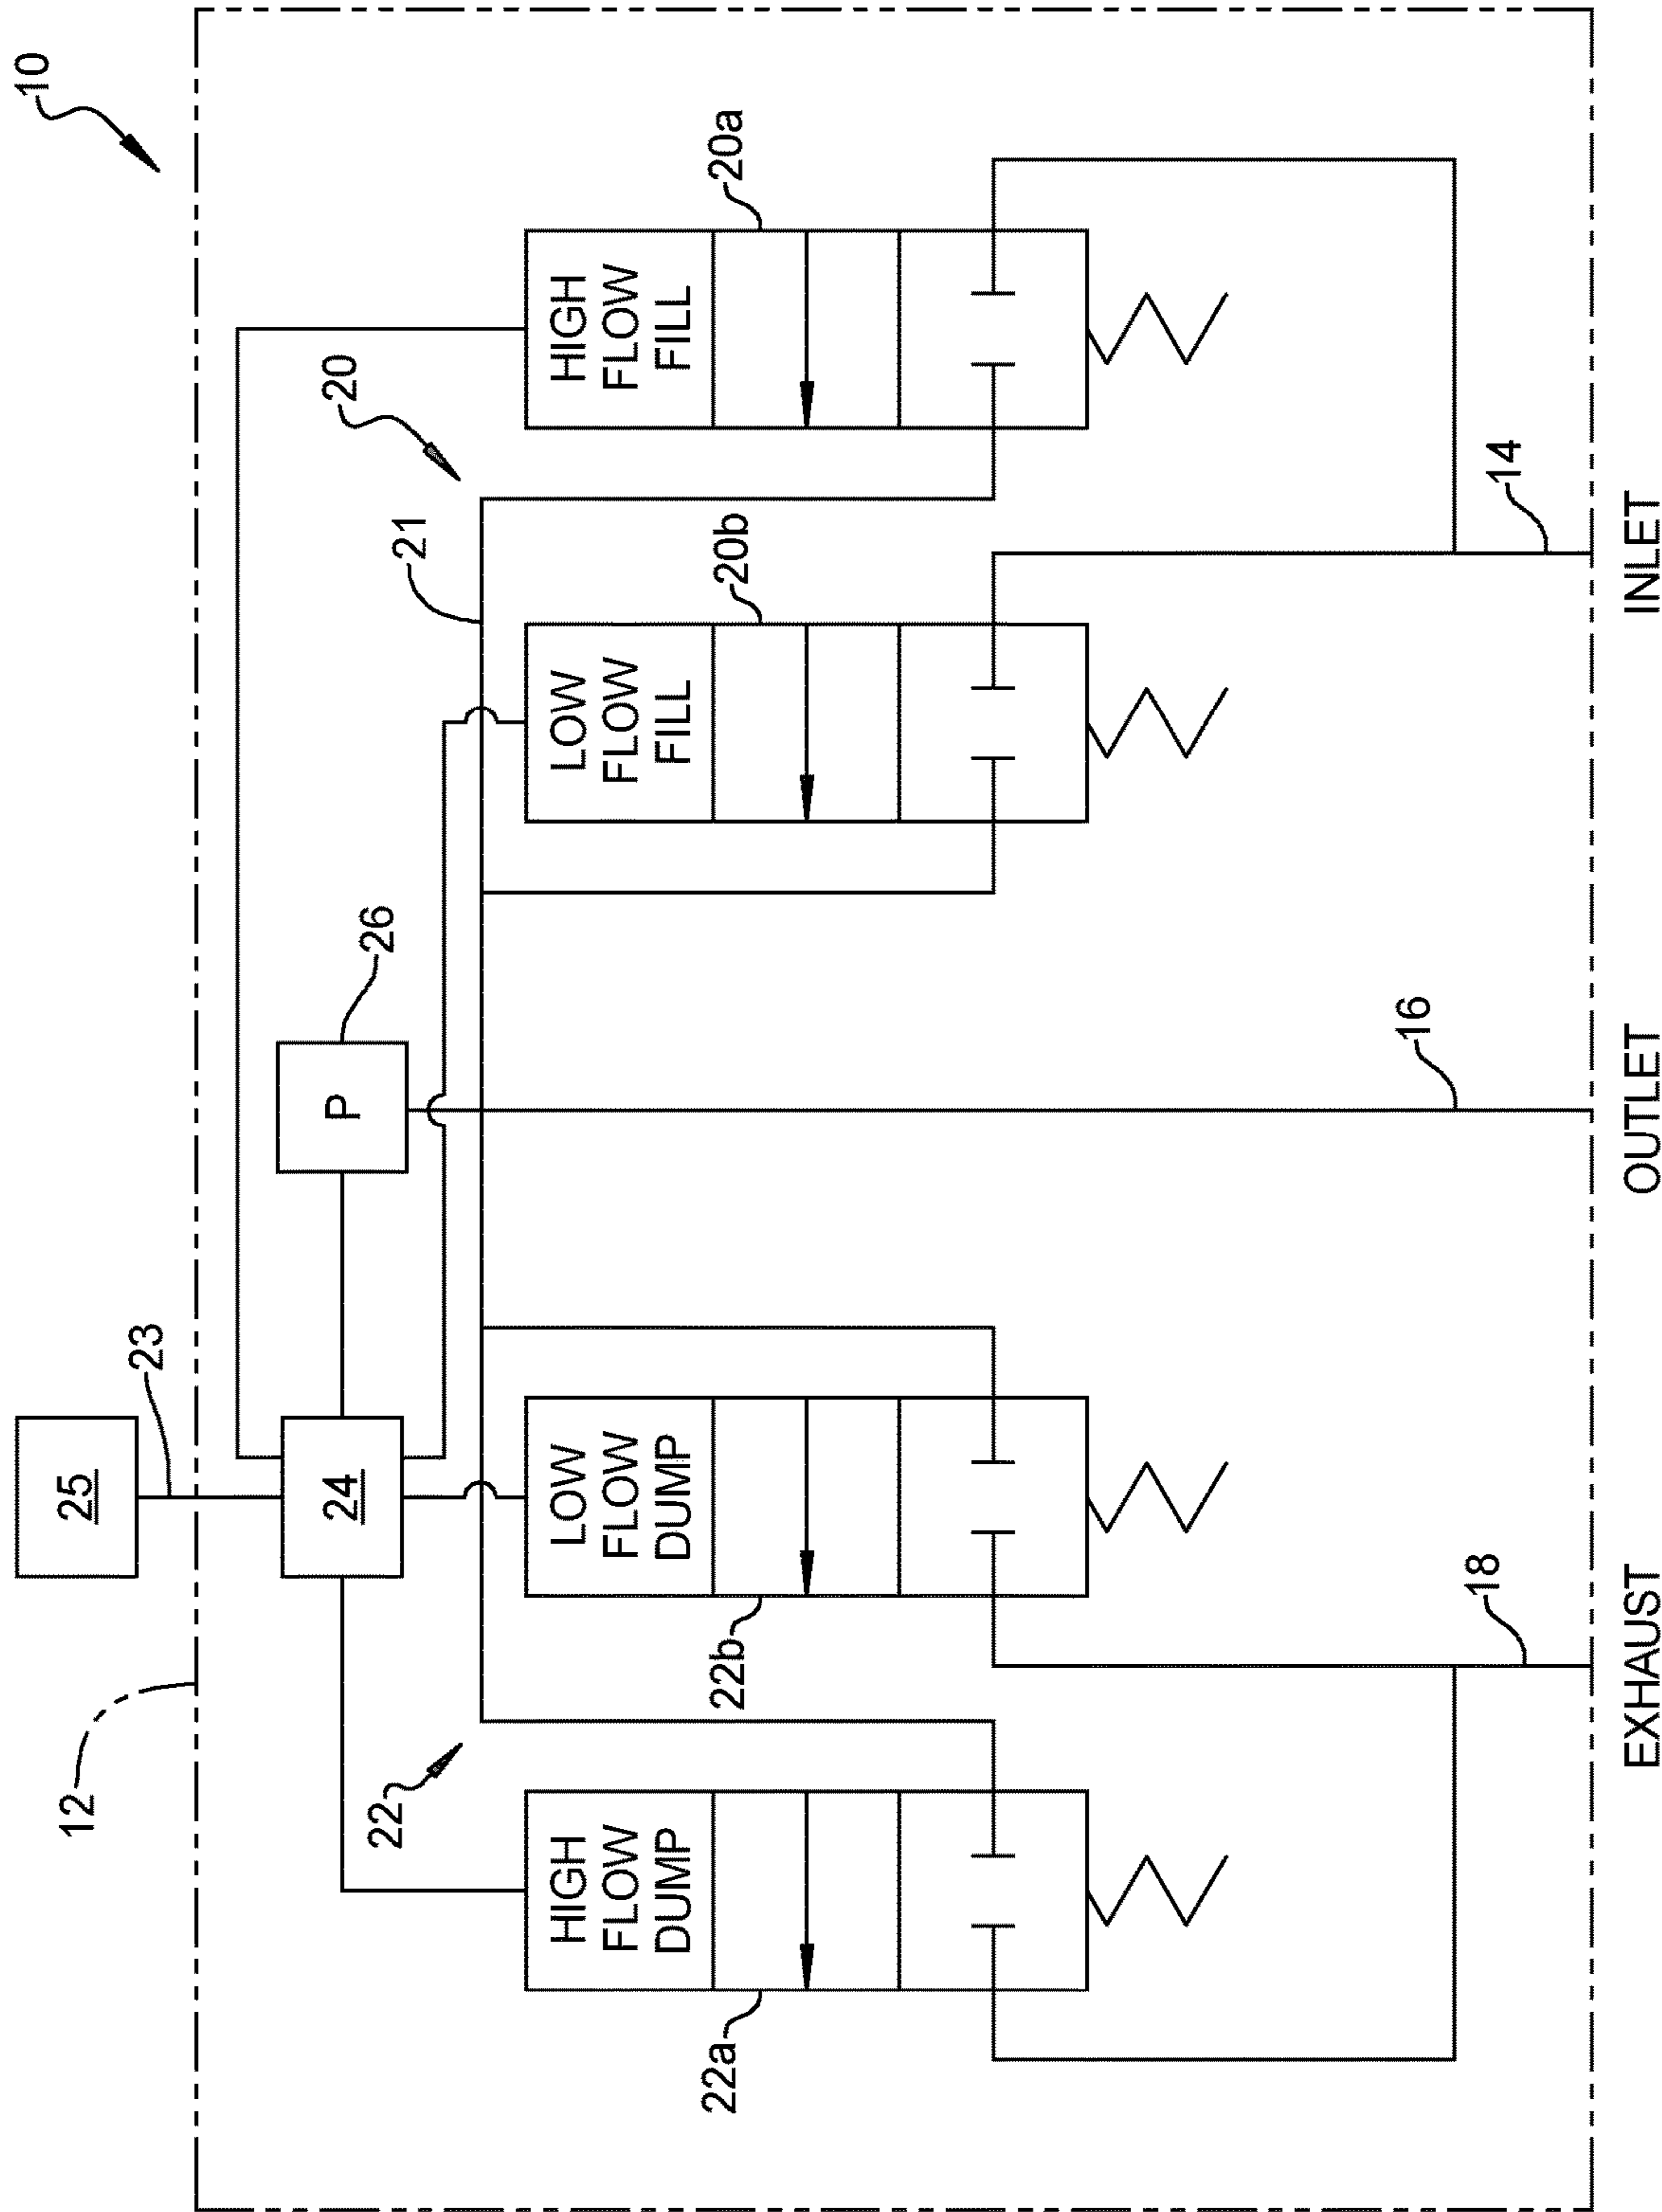 10
12
25
23
24
P
26
20
22
21
HIGH
FLOW
DUMP
LOW
FLOW
DUMP
LOW
FLOW
FILL
HIGH
FLOW
FILL
22a
22b
20b
20a
18
16
14
EXHAUST
OUTLET
INLET